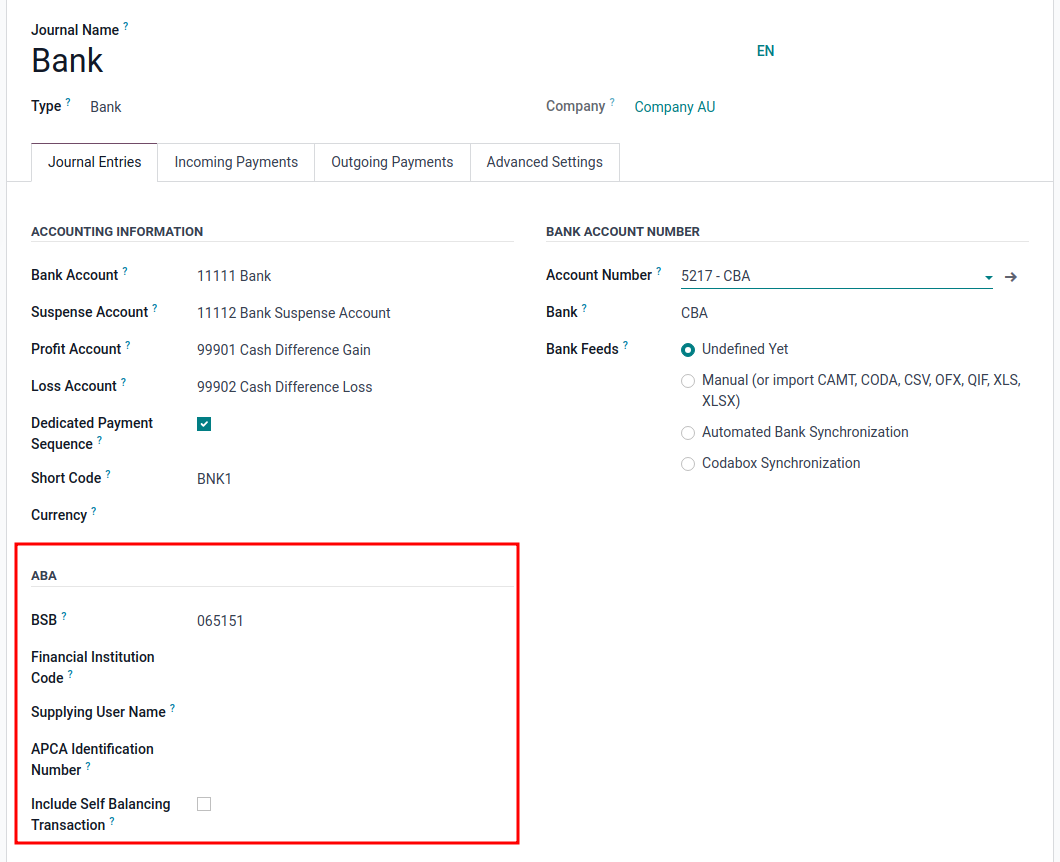 Journal Name ?
Bank
EN
Type ? Bank
Company ? Company AU
Journal Entries
Incoming Payments
Outgoing Payments
Advanced Settings
ACCOUNTING INFORMATION
Bank Account ? 11111 Bank
Suspense Account ? 11112 Bank Suspense Account
Profit Account ? 99901 Cash Difference Gain
Loss Account ? 99902 Cash Difference Loss
Dedicated Payment
Sequence ?
Short Code ? BNK1
Currency ?
ABA
BSB ? 065151
Financial Institution
Code ?
Supplying User Name ?
APCA Identification
Number ?
Include Self Balancing
Transaction ?
BANK ACCOUNT NUMBER
Account Number ? 5217 - CBA
Bank ? CBA
Bank Feeds ? Undefined Yet
Manual (or import CAMT, CODA, CSV, OFX, QIF, XLS,
XLSX)
Automated Bank Synchronization
Codabox Synchronization